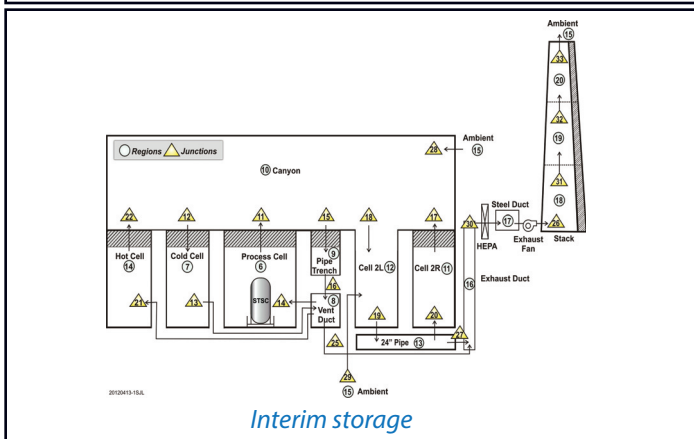 Ambient
15
33
20
32
19
31
18
26
Stack
Regions Junctions
10 Canyon
28
Ambient
15
22
12
11
15
18
17
30
HEPA
Steel Duct
17
Exhaust
Fan
Hot Cell
14
Cold Cell
7
Process Cell
6
9
Pipe
Trench
16
Cell 2L 12
Cell 2R 11
16
Exhaust Duct
21
13
STSC
14
8
Vent
Duct
19
20
27
25
24" Pipe 13
29
15 Ambient
20120413-1SJL
Interim storage